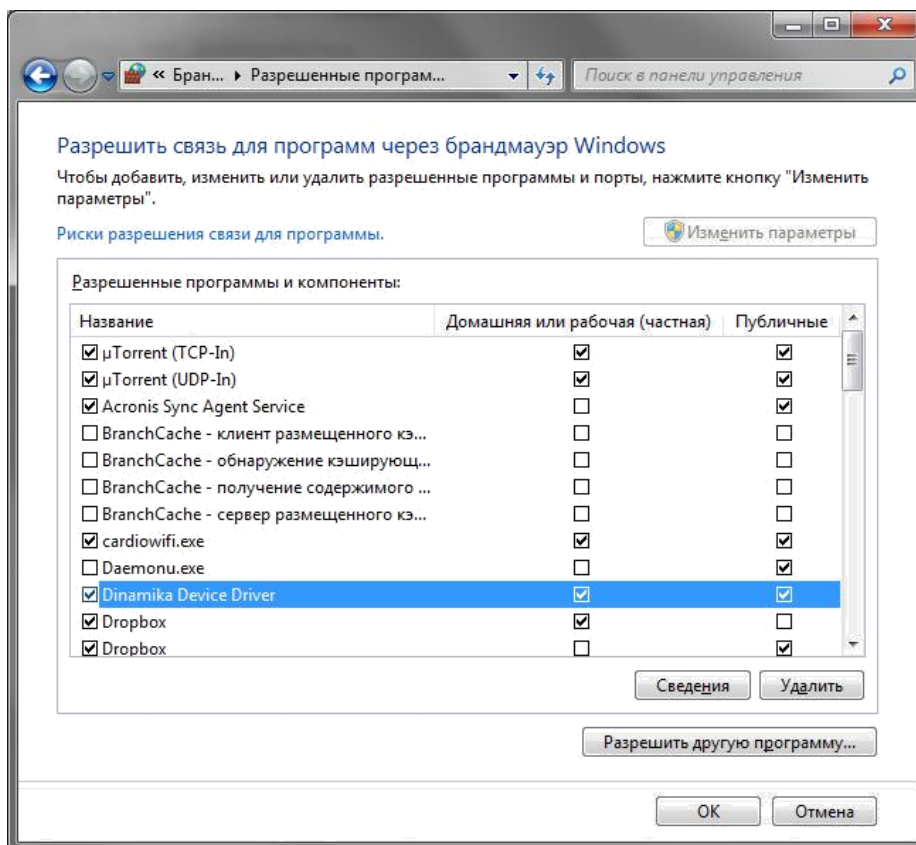 « Бран... Разрешенные програм... Поиск в панели управления
Разрешить связь для программ через брандмауэр Windows
Чтобы добавить, изменить или удалить разрешенные программы и порты, нажмите кнопку "Изменить
параметры".
Риски разрешения связи для программы. Изменить параметры
Разрешенные программы и компоненты:
Название Домашняя или рабочая (частная) Публичные
µTorrent (TCP-In)
µTorrent (UDP-In)
Acronis Sync Agent Service
BranchCache - клиент размещенного кэ...
BranchCache - обнаружение кэширующ...
BranchCache - получение содержимого ...
BranchCache - сервер размещенного кэ...
cardiowifi.exe
Daemonu.exe
Dinamika Device Driver
Dropbox
Dropbox
Сведения Удалить
Разрешить другую программу...
OK Отмена